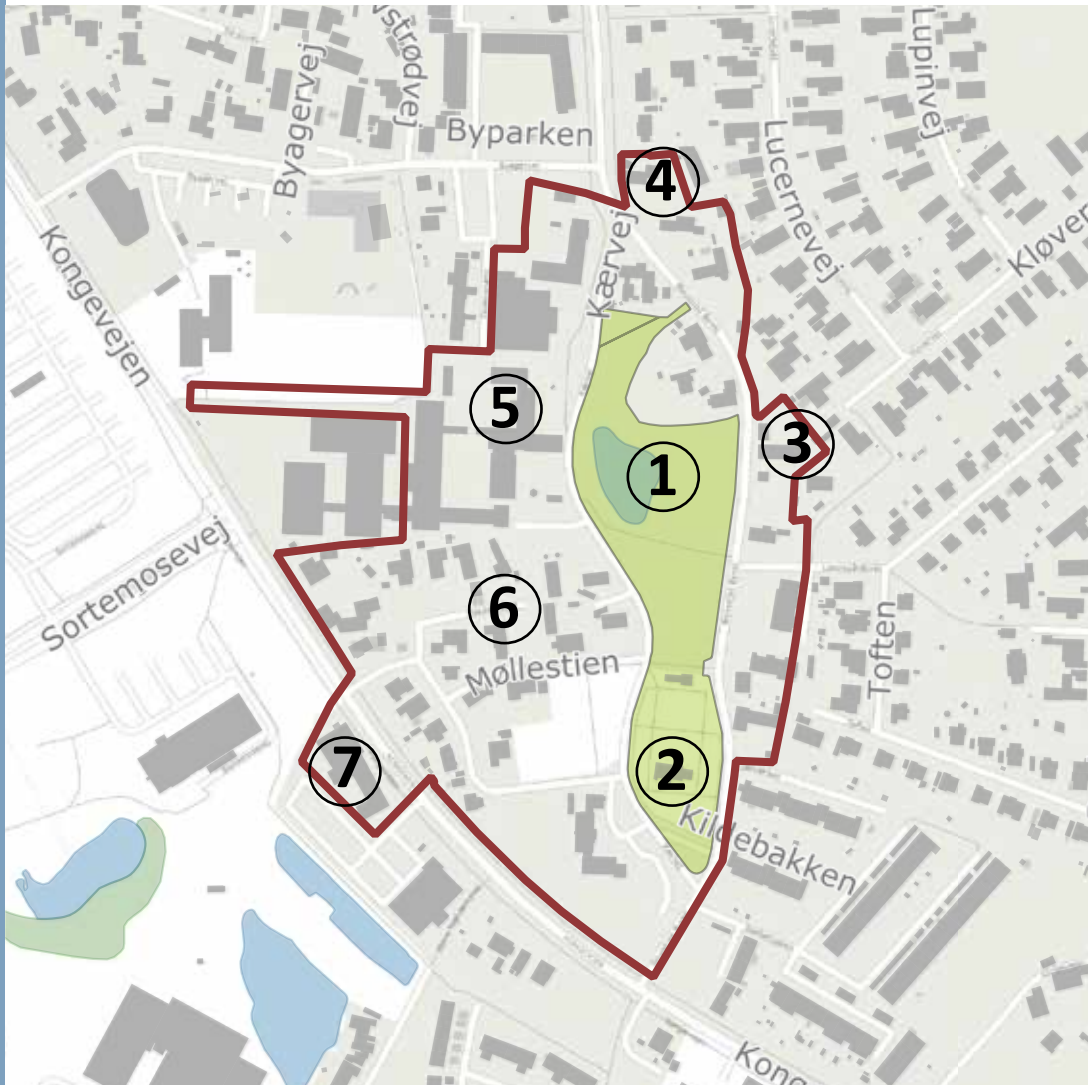 Byagervej
Lupinvej
Byparken
Lucernevej
4
Kongevejen
Kærvej
5
3
1
Sortemosevej
6
Møllestien
Toften
7
2
Kildebakken